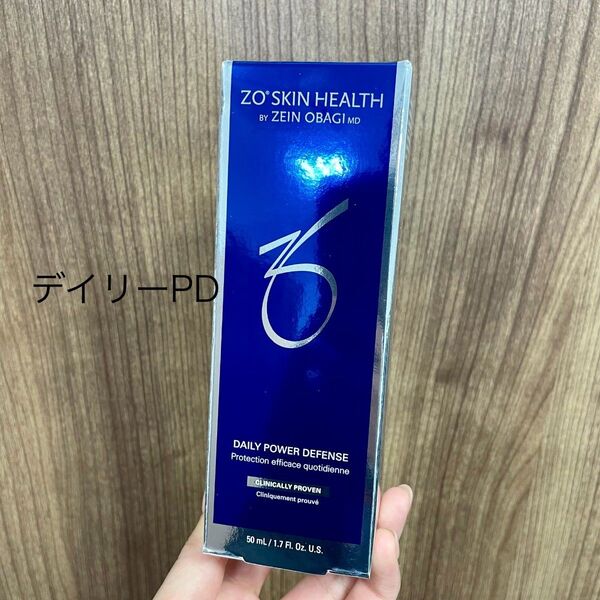 ZO® SKIN HEALTH
BY ZEIN OBAGI MD
デイリーPD
DAILY POWER DEFENSE
Protection efficace quotidienne
CLINICALLY PROVEN
Cliniquement prouvé
50 mL / 1.7 Fl. Oz. U.S.